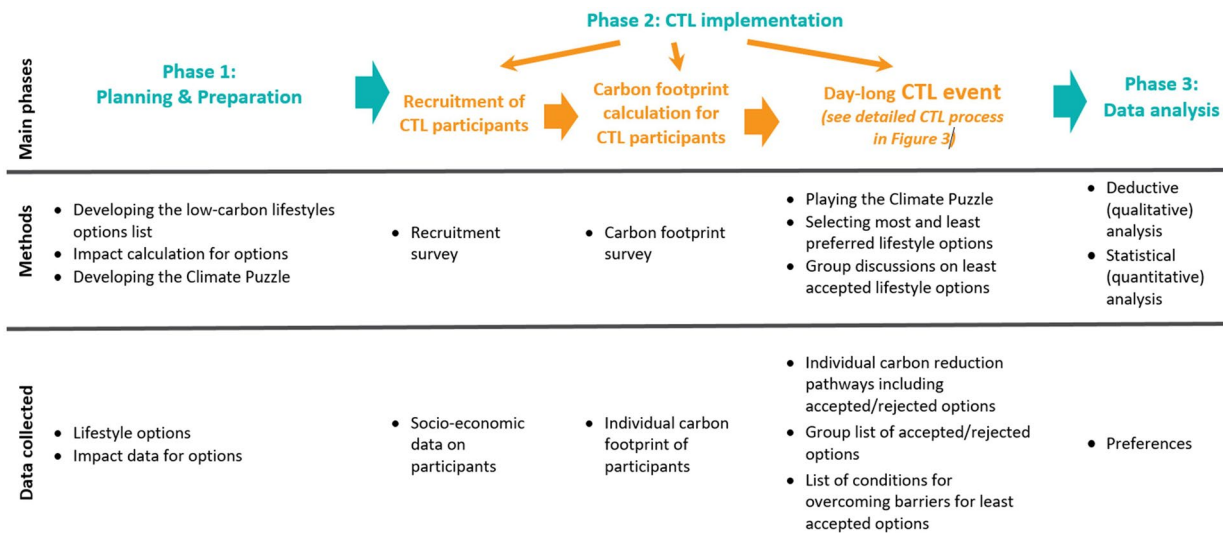 Phase 2: CTL implementation
Main phases
Phase 1:
Planning & Preparation
Recruitment of
CTL participants
Carbon footprint
calculation for
CTL participants
Day-long CTL event
(see detailed CTL process
in Figure 3)
Phase 3:
Data analysis
Methods
• Developing the low-carbon lifestyles
options list
• Impact calculation for options
• Developing the Climate Puzzle
• Recruitment
survey
• Carbon footprint
survey
• Playing the Climate Puzzle
• Selecting most and least
preferred lifestyle options
• Group discussions on least
accepted lifestyle options
• Deductive
(qualitative)
analysis
• Statistical
(quantitative)
analysis
Data collected
• Lifestyle options
• Impact data for options
• Socio-economic
data on
participants
• Individual carbon
footprint of
participants
• Individual carbon reduction
pathways including
accepted/rejected options
• Group list of accepted/rejected
options
• List of conditions for
overcoming barriers for least
accepted options
• Preferences